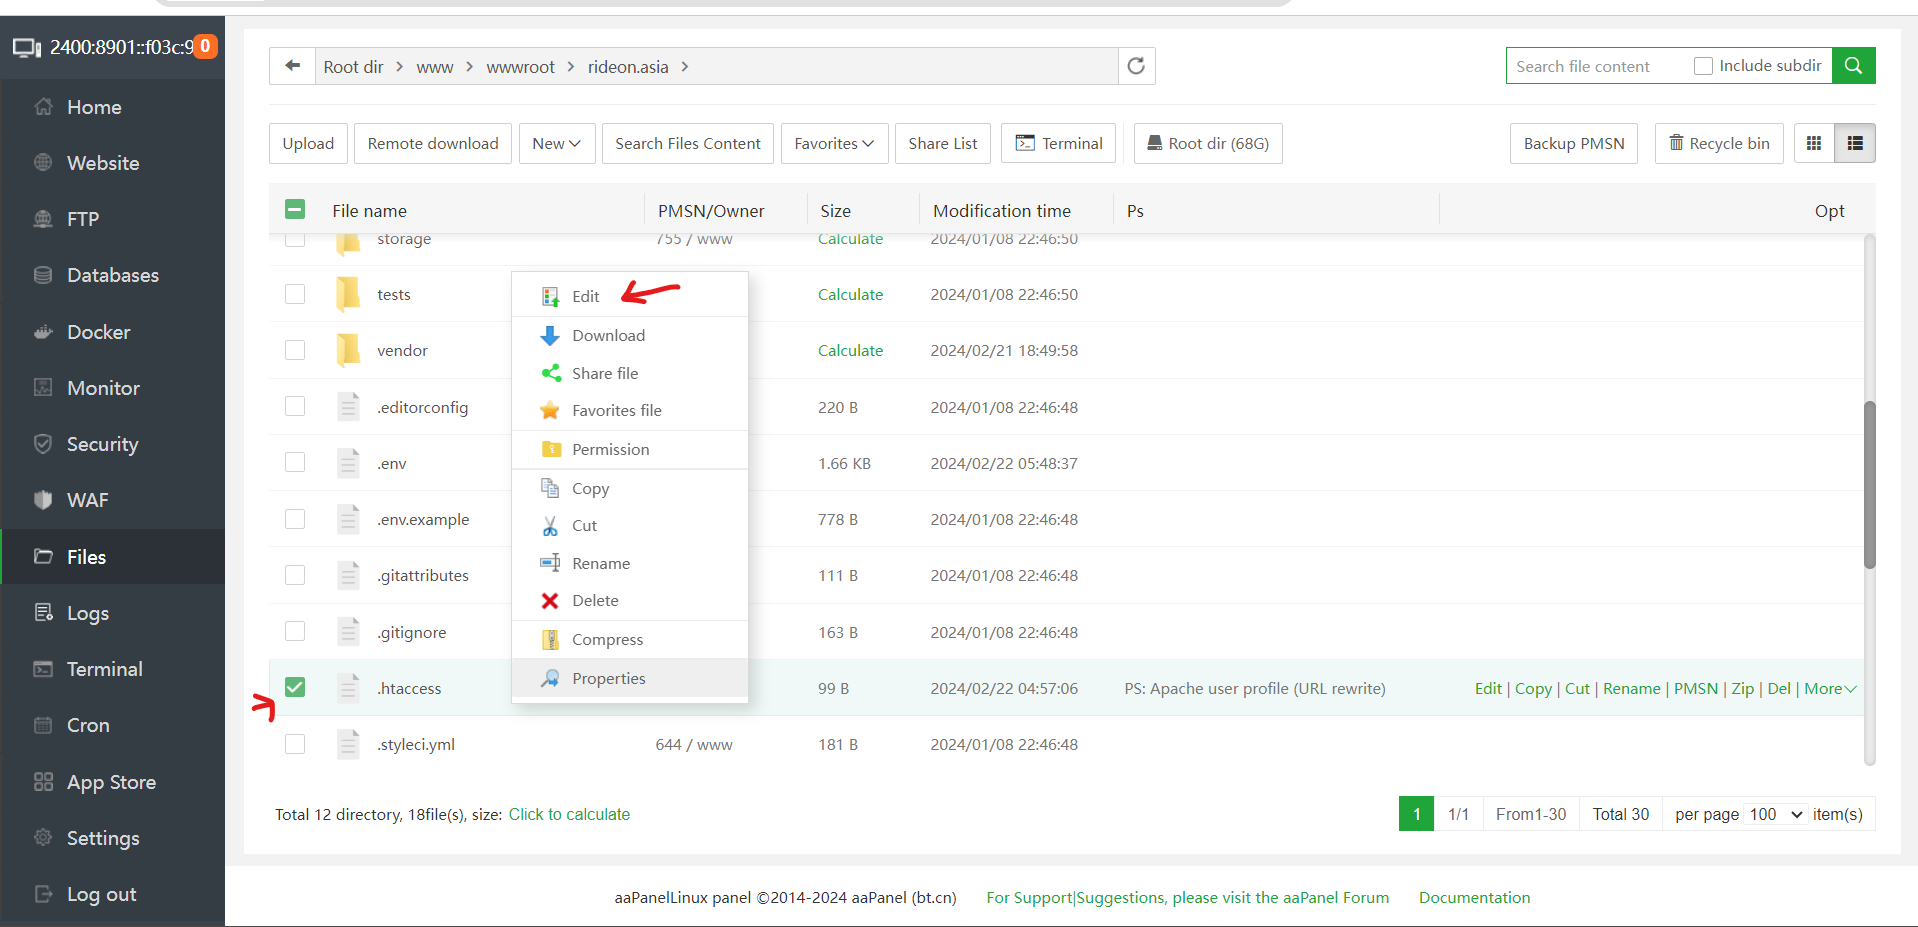 2400:8901::f03c:9 0
Home
Website
FTP
Databases
Docker
Monitor
Security
WAF
Files
Logs
Terminal
Cron
App Store
Settings
Log out
Root dir > www > wwwroot > rideon.asia >
Search file content Include subdir
Upload Remote download New Search Files Content Favorites Share List Terminal Root dir (68G) Backup PMSN Recycle bin
File name PMSN/Owner Size Modification time Ps Opt
storage 755 / www Calculate 2024/01/08 22:46:50
tests Calculate 2024/01/08 22:46:50
vendor Calculate 2024/02/21 18:49:58
.editorconfig 220 B 2024/01/08 22:46:48
.env 1.66 KB 2024/02/22 05:48:37
.env.example 778 B 2024/01/08 22:46:48
.gitattributes 111 B 2024/01/08 22:46:48
.gitignore 163 B 2024/01/08 22:46:48
.htaccess 99 B 2024/02/22 04:57:06 PS: Apache user profile (URL rewrite) Edit | Copy | Cut | Rename | PMSN | Zip | Del | More
.styleci.yml 644 / www 181 B 2024/01/08 22:46:48
Edit
Download
Share file
Favorites file
Permission
Copy
Cut
Rename
Delete
Compress
Properties
Total 12 directory, 18file(s), size: Click to calculate
1 1/1 From1-30 Total 30 per page 100 item(s)
aaPanelLinux panel ©2014-2024 aaPanel (bt.cn) For Support|Suggestions, please visit the aaPanel Forum Documentation